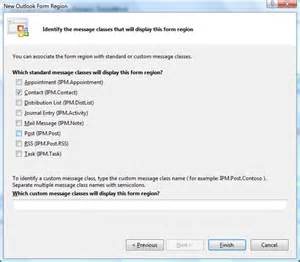 New Outlook Form Region
Identify the message classes that will display this form region
You can associate the form region with standard or custom message classes.
Which standard message classes will display this form region?
Appointment (IPM.Appointment)
Contact (IPM.Contact)
Distribution List (IPM.DistList)
Journal Entry (IPM.Activity)
Mail Message (IPM.Note)
Post (IPM.Post)
RSS (IPM.Post.RSS)
Task (IPM.Task)
To identify a custom message class, type the custom message class name ( for example:IPM.Post.Contoso ).
Separate multiple message class names with semicolons.
Which custom message classes will display this form region?
< Previous
Next >
Finish
Cancel